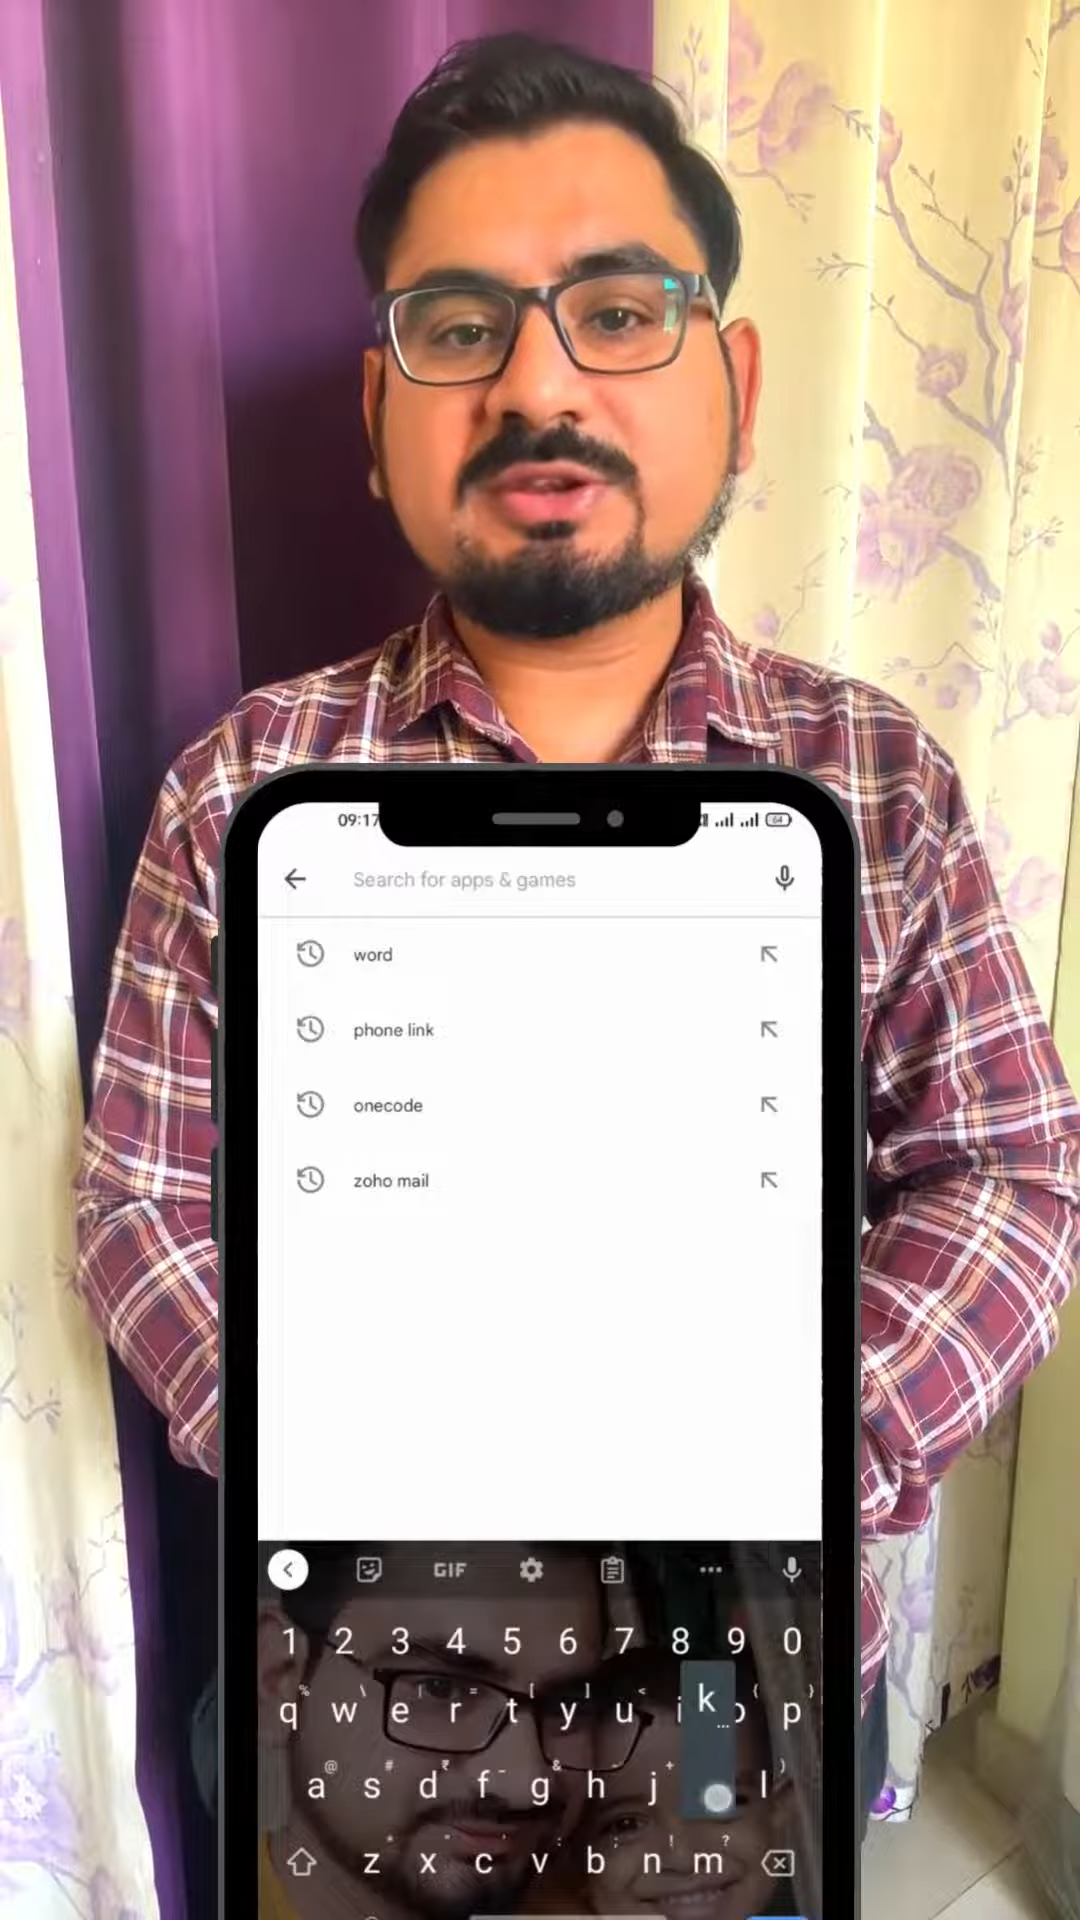 09:17
64
Search for apps & games
word
phone link
onecode
zoho mail
GIF
1 2 3 4 5 6 7 8 9 0
q w e r t y u i k p
a s d f g h j l
z x c v b n m